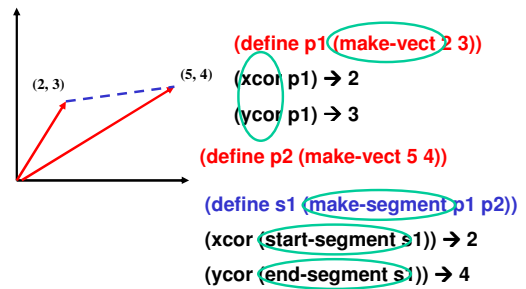 (define p1 (make-vect 2 3))
(5, 4)
(2, 3)
(xcor p1) → 2
(ycor p1) → 3
(define p2 (make-vect 5 4))
(define s1 (make-segment p1 p2))
(xcor (start-segment s1)) → 2
(ycor (end-segment s1)) → 4